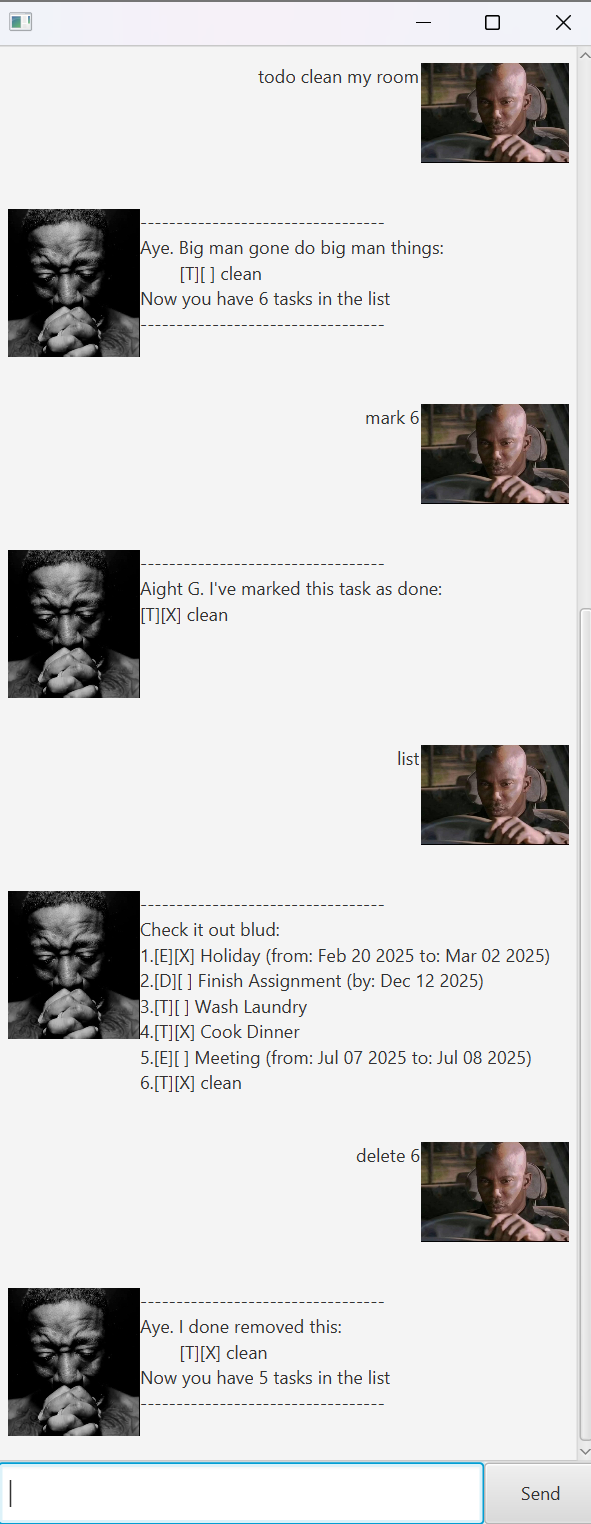 todo clean my room
----------------------------------
Aye. Big man gone do big man things:
[T][ ] clean
Now you have 6 tasks in the list
----------------------------------
mark 6
----------------------------------
Aight G. I've marked this task as done:
[T][X] clean
list
----------------------------------
Check it out blud:
1.[E][X] Holiday (from: Feb 20 2025 to: Mar 02 2025)
2.[D][ ] Finish Assignment (by: Dec 12 2025)
3.[T][ ] Wash Laundry
4.[T][X] Cook Dinner
5.[E][ ] Meeting (from: Jul 07 2025 to: Jul 08 2025)
6.[T][X] clean
delete 6
----------------------------------
Aye. I done removed this:
[T][X] clean
Now you have 5 tasks in the list
----------------------------------
Send